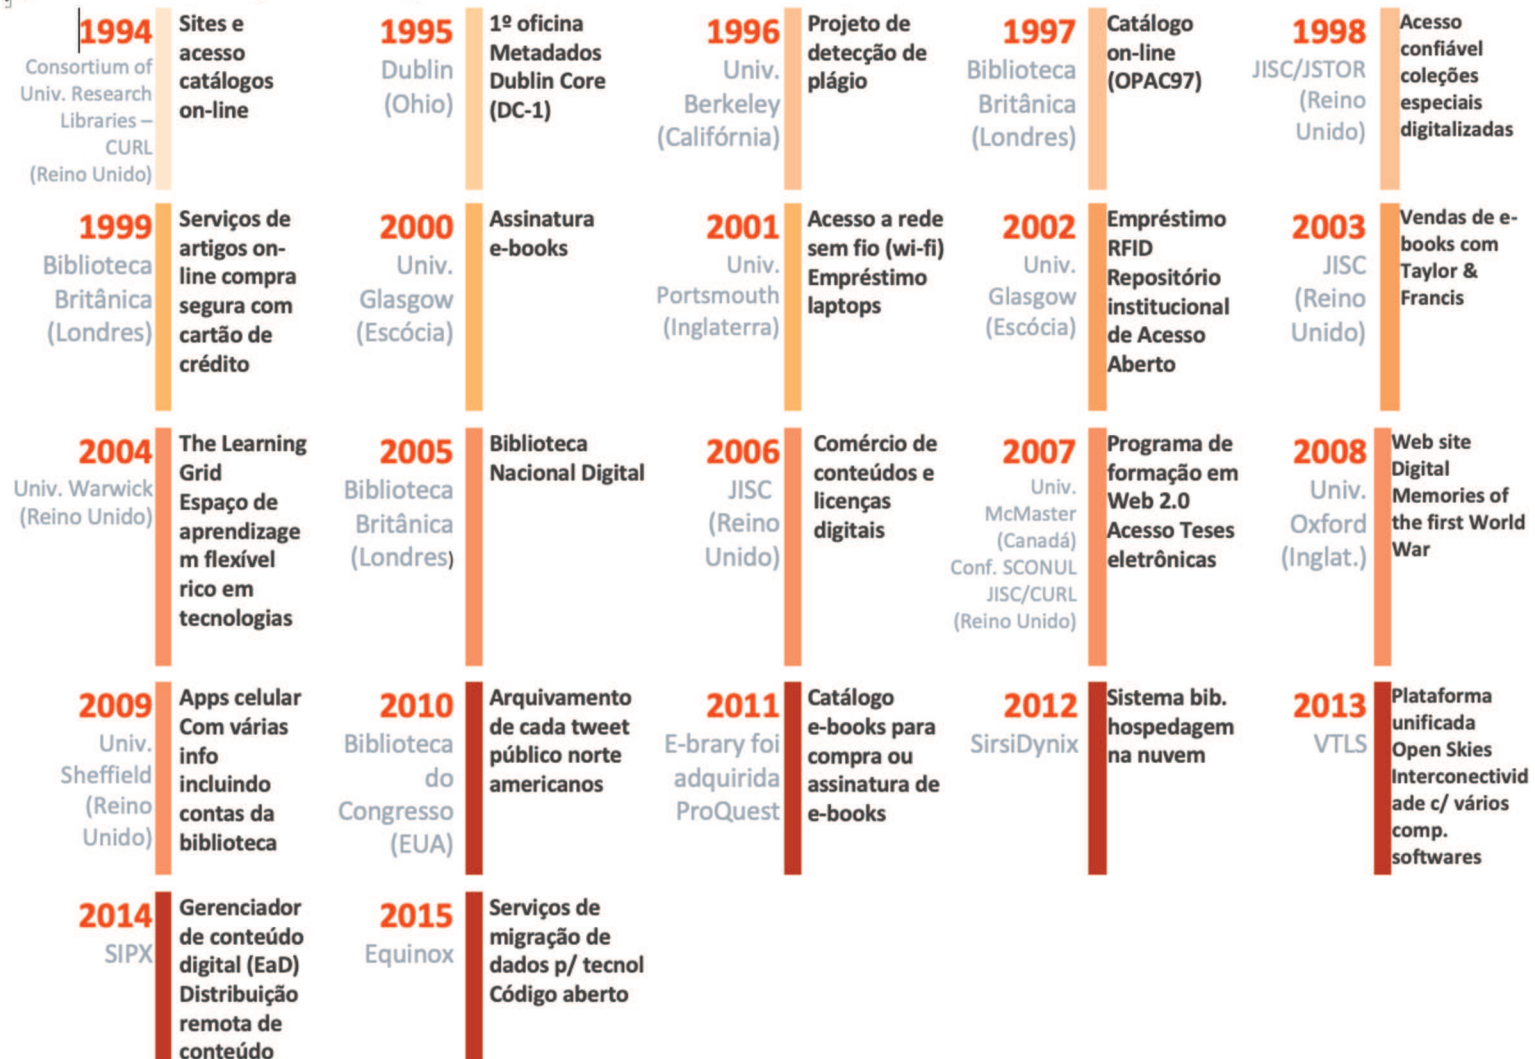 1994
Consortium of
Univ. Research
Libraries –
CURL
(Reino Unido)
Sites e
acesso
catálogos
on-line
1995
Dublin
(Ohio)
1º oficina
Metadados
Dublin Core
(DC-1)
1996
Univ.
Berkeley
(Califórnia)
Projeto de
detecção de
plágio
1997
Biblioteca
Britânica
(Londres)
Catálogo
on-line
(OPAC97)
1998
JISC/JSTOR
(Reino
Unido)
Acesso
confiável
coleções
especiais
digitalizadas
1999
Biblioteca
Britânica
(Londres)
Serviços de
artigos on-
line compra
segura com
cartão de
crédito
2000
Univ.
Glasgow
(Escócia)
Assinatura
e-books
2001
Univ.
Portsmouth
(Inglaterra)
Acesso a rede
sem fio (wi-fi)
Empréstimo
laptops
2002
Univ.
Glasgow
(Escócia)
Empréstimo
RFID
Repositório
institucional
de Acesso
Aberto
2003
JISC
(Reino
Unido)
Vendas de e-
books com
Taylor &
Francis
2004
Univ. Warwick
(Reino Unido)
The Learning
Grid
Espaço de
aprendizage
m flexível
rico em
tecnologias
2005
Biblioteca
Britânica
(Londres)
Biblioteca
Nacional Digital
2006
JISC
(Reino
Unido)
Comércio de
conteúdos e
licenças
digitais
2007
Univ.
McMaster
(Canadá)
Conf. SCONUL
JISC/CURL
(Reino Unido)
Programa de
formação em
Web 2.0
Acesso Teses
eletrônicas
2008
Univ.
Oxford
(Inglat.)
Web site
Digital
Memories of
the first World
War
2009
Univ.
Sheffield
(Reino
Unido)
Apps celular
Com várias
info
incluindo
contas da
biblioteca
2010
Biblioteca
do
Congresso
(EUA)
Arquivamento
de cada tweet
público norte
americanos
2011
E-brary foi
adquirida
ProQuest
Catálogo
e-books para
compra ou
assinatura de
e-books
2012
SirsiDynix
Sistema bib.
hospedagem
na nuvem
2013
VTLS
Plataforma
unificada
Open Skies
Interconectivid
ade c/ vários
comp.
softwares
2014
SIPX
Gerenciador
de conteúdo
digital (EaD)
Distribuição
remota de
conteúdo
2015
Equinox
Serviços de
migração de
dados p/ tecnol
Código aberto